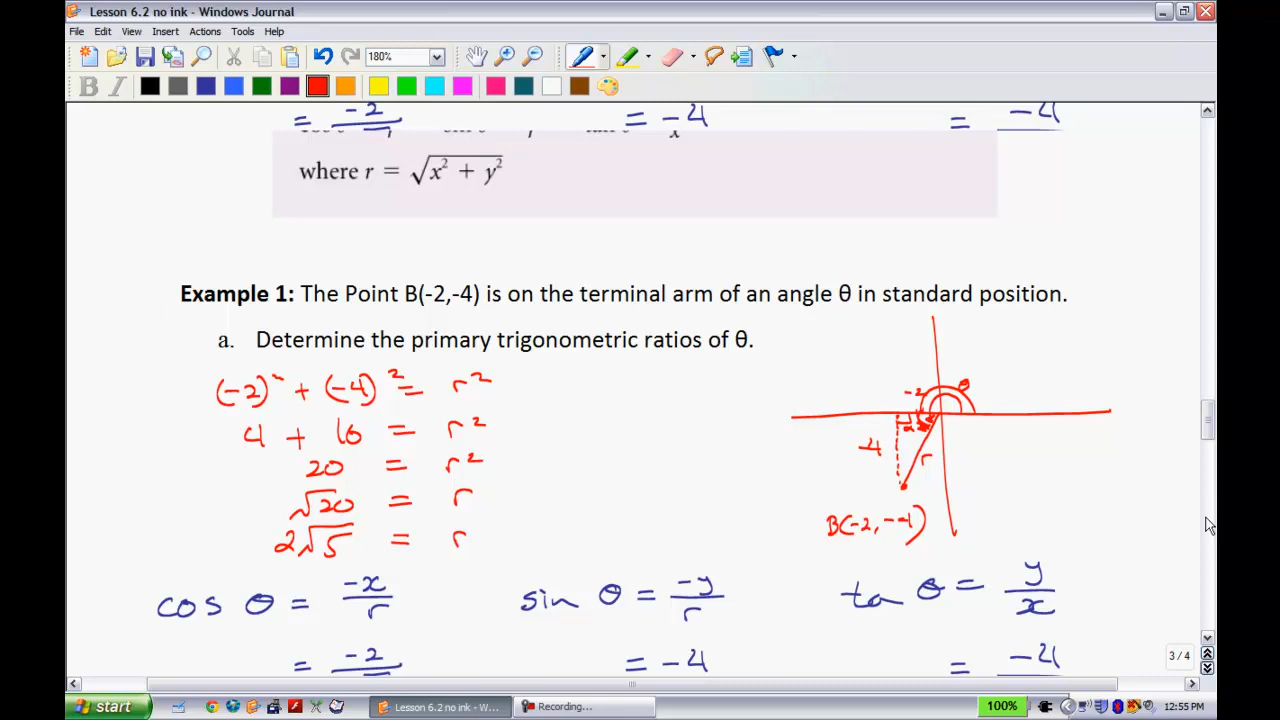 Lesson 6.2 no ink - Windows Journal
File Edit View Insert Actions Tools Help
180%
B I
= -2 = -4 = -4
where r = √x² + y²
Example 1: The Point B(-2,-4) is on the terminal arm of an angle θ in standard position.
a. Determine the primary trigonometric ratios of θ.
(-2)² + (-4)² = r²
4 + 16 = r²
20 = r²
√20 = r
2√5 = r
-2 θ
-4 r
B(-2,-4)
cos θ = -x/r sin θ = -y/r tan θ = y/x
= -2 = -4 = -4
3/4
start Lesson 6.2 no ink - W... Recording... 100% 12:55 PM